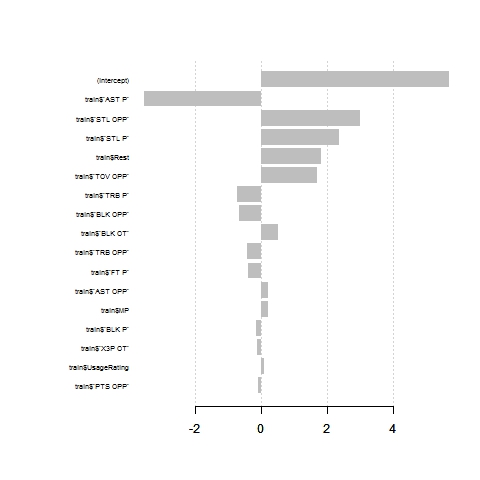 (Intercept)
train$`AST P`
train$`STL OPP`
train$`STL P`
train$Rest
train$`TOV OPP`
train$`TRB P`
train$`BLK OPP`
train$`BLK OT`
train$`TRB OPP`
train$`FT P`
train$`AST OPP`
train$MP
train$`BLK P`
train$`X3P OT`
train$UsageRating
train$`PTS OPP`
-2 0 2 4